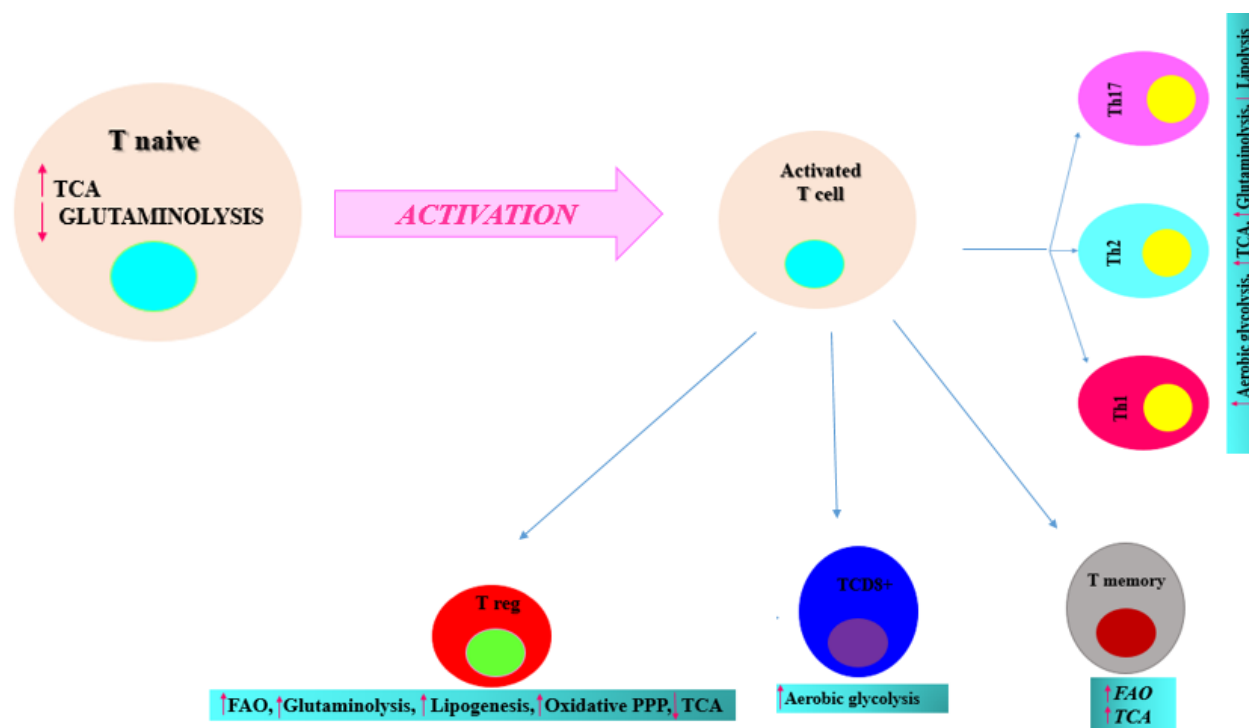 T naive
↑ TCA
↓ GLUTAMINOLYSIS
ACTIVATION
Activated
T cell
Th17
Th2
Th1
↑Aerobic glycolysis, ↑TCA, ↑Glutaminolysis, ↓ Lipolysis
T reg
↑FAO, ↑Glutaminolysis, ↑ Lipogenesis, ↑Oxidative PPP, ↓TCA
TCD8+
↑Aerobic glycolysis
T memory
↑ FAO
↑ TCA